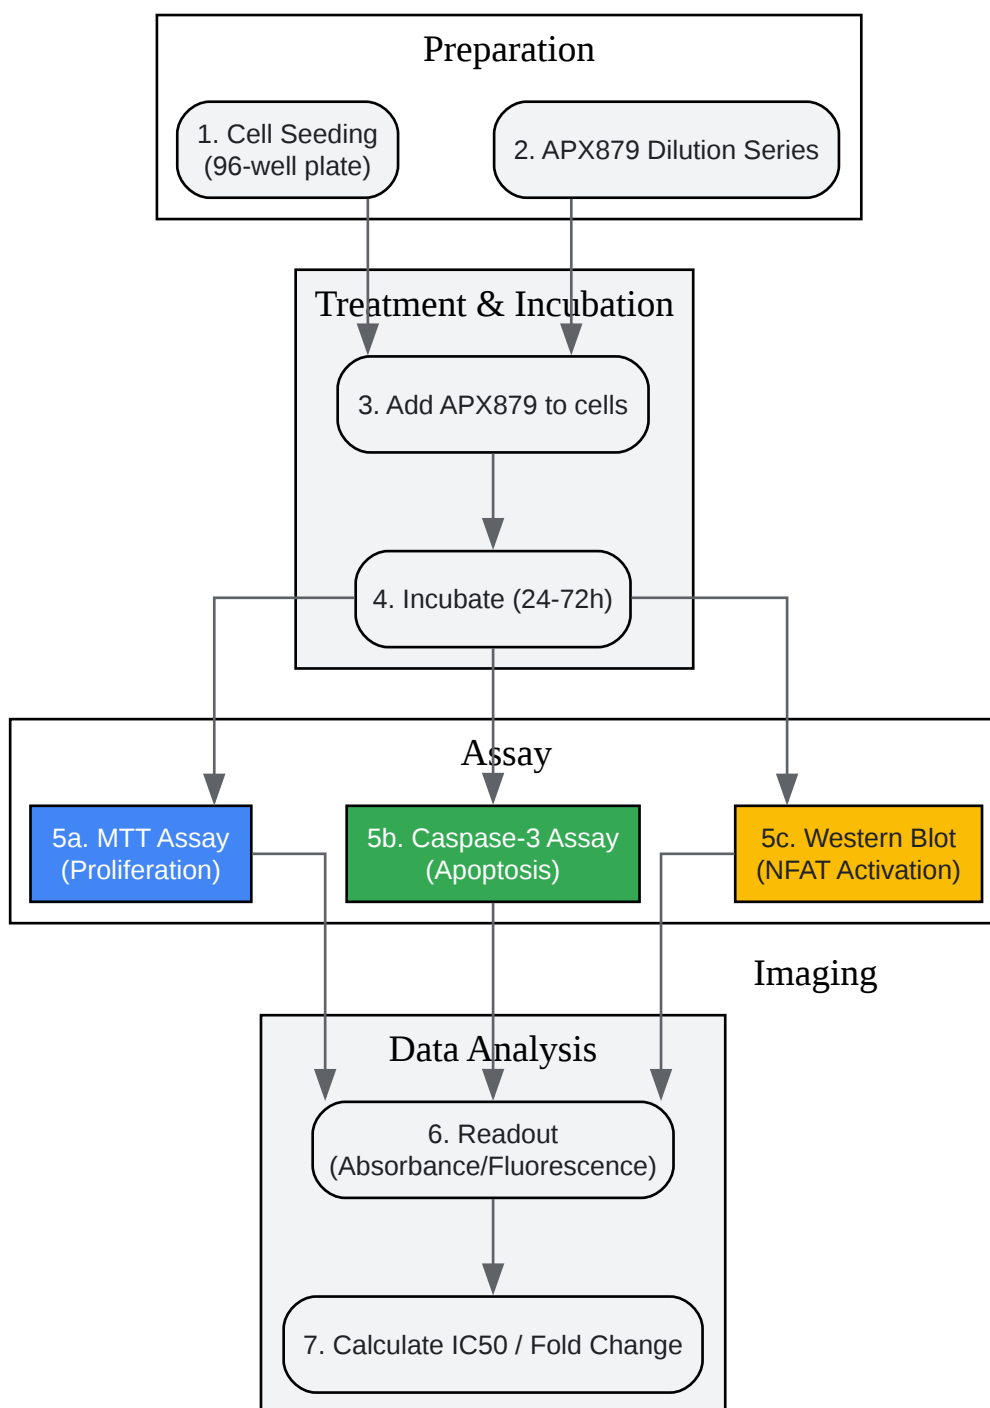 Preparation
1. Cell Seeding
(96-well plate)
2. APX879 Dilution Series
Treatment & Incubation
3. Add APX879 to cells
4. Incubate (24-72h)
Assay
5a. MTT Assay
(Proliferation)
5b. Caspase-3 Assay
(Apoptosis)
5c. Western Blot
(NFAT Activation)
Imaging
Data Analysis
6. Readout
(Absorbance/Fluorescence)
7. Calculate IC50 / Fold Change